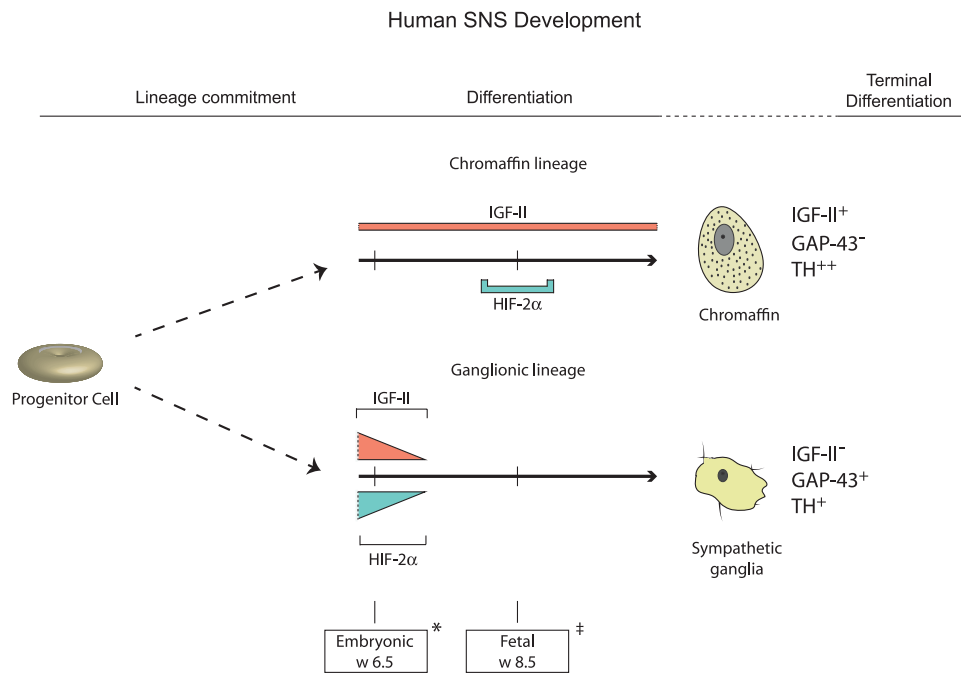 Human SNS Development
Lineage commitment
Differentiation
Terminal
Differentiation
Chromaffin lineage
IGF-II
HIF-2α
Chromaffin
IGF-II⁺
GAP-43⁻
TH⁺⁺
Progenitor Cell
Ganglionic lineage
IGF-II
HIF-2α
Sympathetic
ganglia
IGF-II⁻
GAP-43⁺
TH⁺
Embryonic
w 6.5
*
Fetal
w 8.5
‡